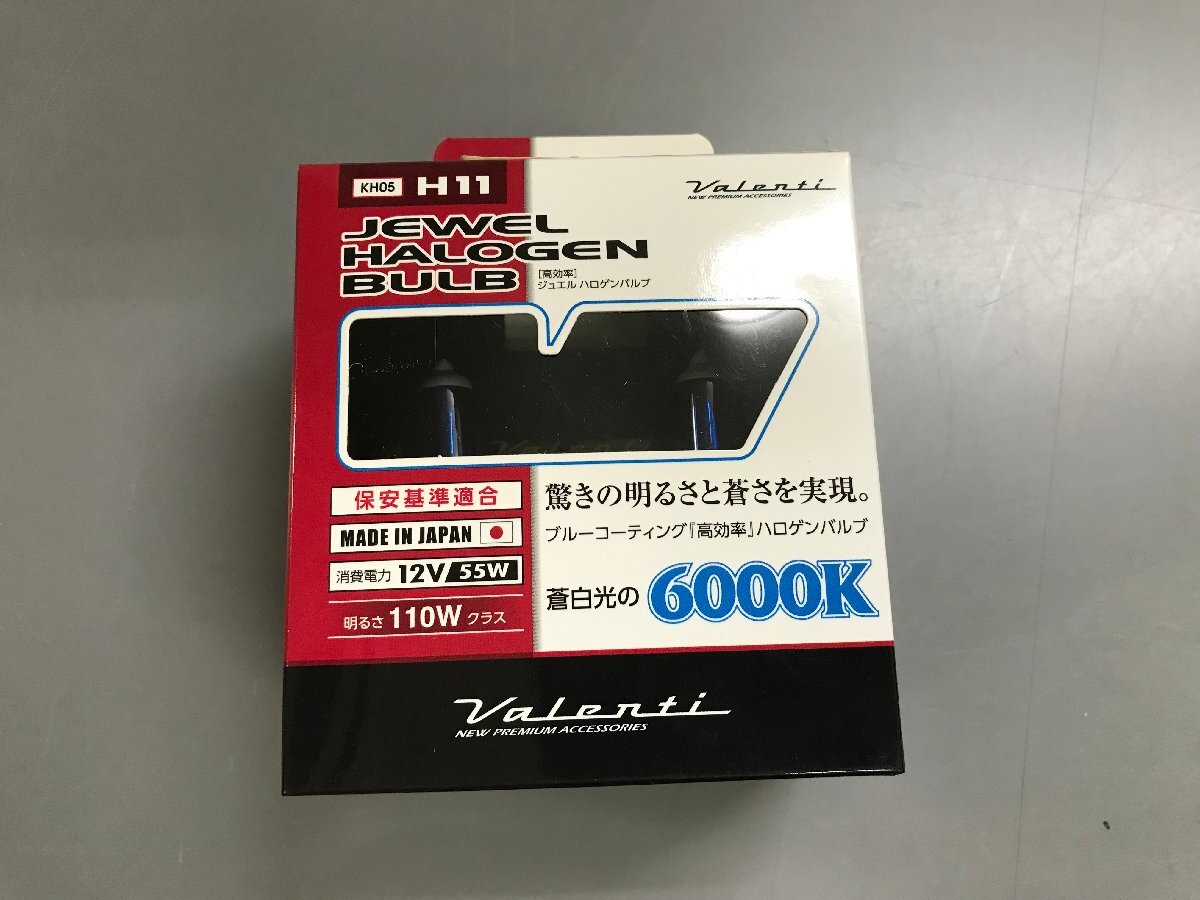 KH05 H11
Valenti
NEW PREMIUM ACCESSORIES
JEWEL
HALOGEN
BULB
[高効率]
ジュエル ハロゲンバルブ
保安基準適合
MADE IN JAPAN
消費電力 12V/55W
明るさ 110W クラス
驚きの明るさと蒼さを実現。
ブルーコーティング『高効率』ハロゲンバルブ
蒼白光の 6000K
Valenti
NEW PREMIUM ACCESSORIES